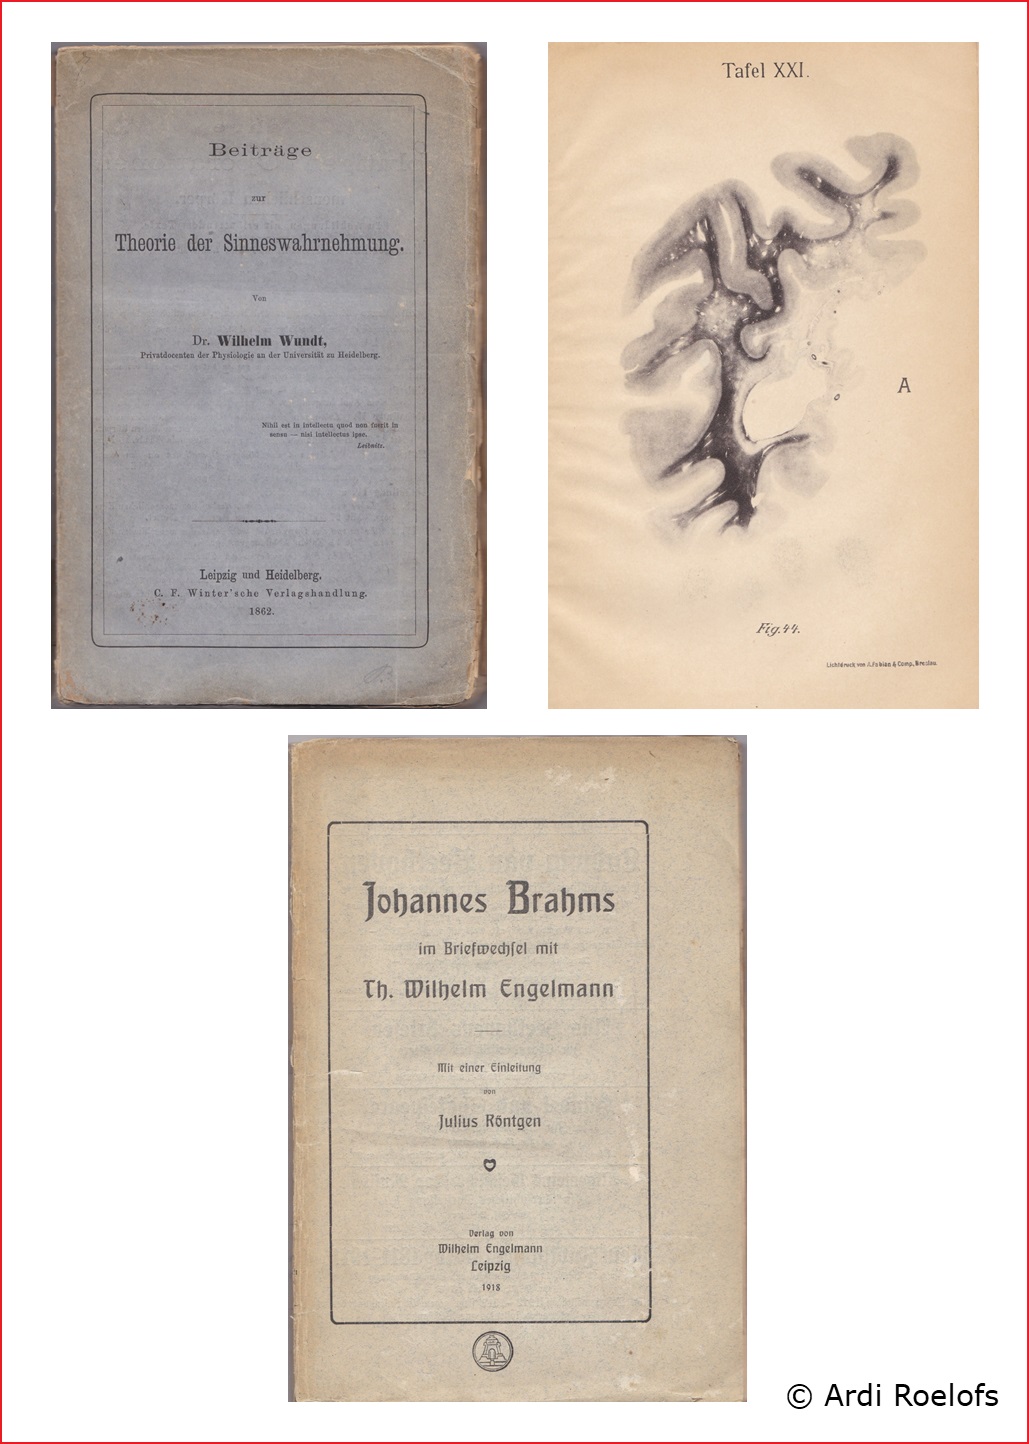 Beiträge
zur
Theorie der Sinneswahrnehmung.
Von
Dr. Wilhelm Wundt,
Privatdocenten der Physiologie an der Universität zu Heidelberg.
Nihil est in intellectu quod non fuerit in
sensu — nisi intellectus ipse.
Leibnitz.
Leipzig und Heidelberg.
C. F. Winter'sche Verlagshandlung.
1862.
Tafel XXI.
A
Fig. 44.
Lichtdruck von & Comp., Breslau.
Johannes Brahms
im Briefwechſel mit
Th. Wilhelm Engelmann
Mit einer Einleitung
von
Julius Röntgen
Verlag von
Wilhelm Engelmann
Leipzig
1918
© Ardi Roelofs